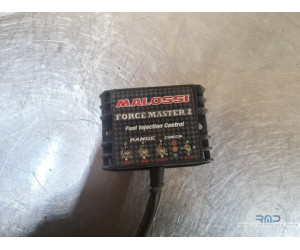 MALOSSI
FORCE MASTER 2
Fuel Injection Control
RANGE CHECK
RMD